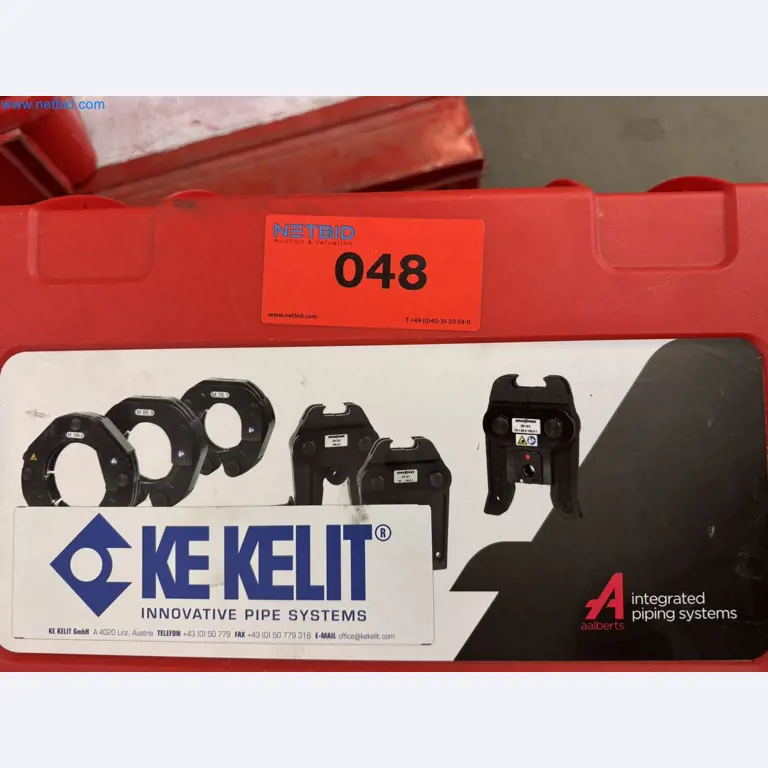 www.netbid.com
NETBID
Auction & Valuation
048
www.netbid.com
T +49 (0)40-35 50 59-0
KE KELIT®
INNOVATIVE PIPE SYSTEMS
KE KELIT GmbH A 4020 Linz, Austria TELEFON +43 (0) 50 779 FAX +43 (0) 50 779 316 E-MAIL office@kekelit.com
aalberts
integrated
piping systems